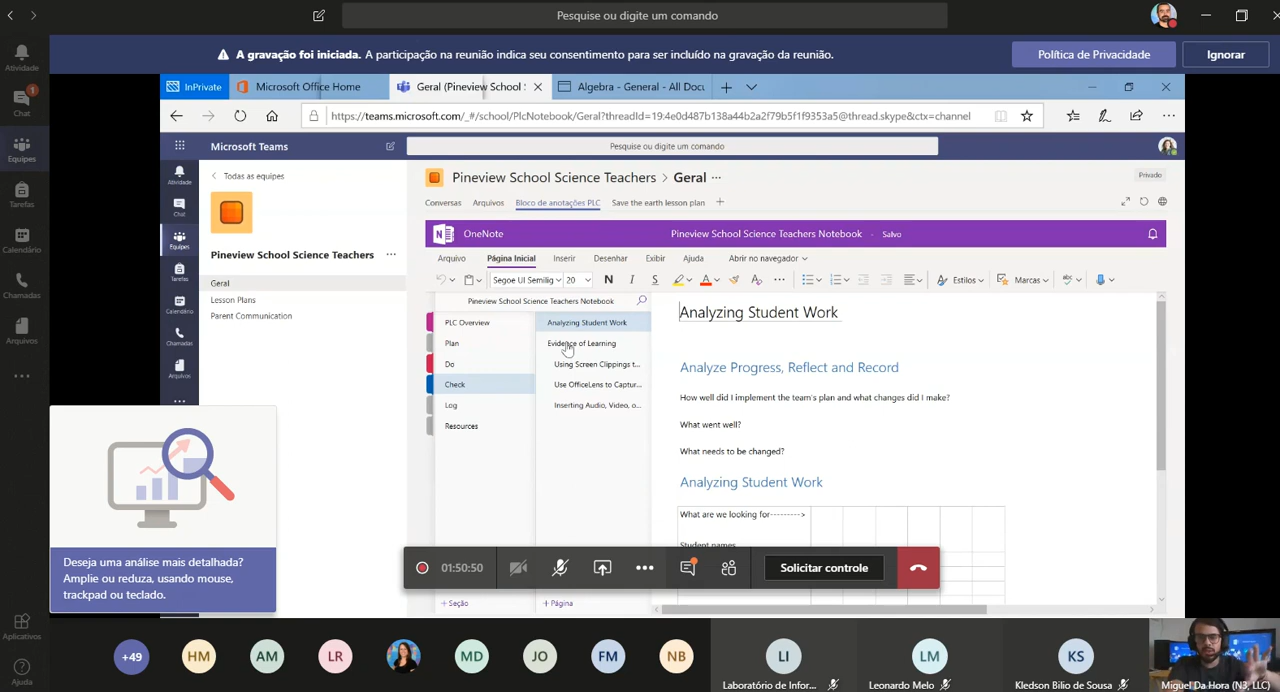 Pesquise ou digite um comando
A gravação foi iniciada. A participação na reunião indica seu consentimento para ser incluído na gravação da reunião.
Política de Privacidade
Ignorar
Atividade
1
Chat
Equipes
Tarefas
Calendário
Chamadas
Arquivos
Aplicativos
Ajuda
InPrivate
Microsoft Office Home
Geral (Pineview School S
Algebra - General - All Docu
https://teams.microsoft.com/_#/school/PlcNotebook/Geral?threadId=19:4e0d487b138a44b2a2f79b5f1f9353a5@thread.skype&ctx=channel
Microsoft Teams
Pesquise ou digite um comando
Atividade
Chat
Equipes
Tarefas
Calendário
Chamadas
Arquivos
Todas as equipes
Pineview School Science Teachers ...
Geral
Lesson Plans
Parent Communication
Pineview School Science Teachers > Geral ...
Privado
Conversas Arquivos Bloco de anotações PLC Save the earth lesson plan +
N OneNote
Pineview School Science Teachers Notebook - Salvo
Arquivo Página Inicial Inserir Desenhar Exibir Ajuda Abrir no navegador
Segoe UI Semilig 20 N I S A Estilos Marcas
Pineview School Science Teachers Notebook
PLC Overview
Plan
Do
Check
Log
Resources
Analyzing Student Work
Evidence of Learning
Using Screen Clippings t...
Use OfficeLens to Captur...
Inserting Audio, Video, o...
+ Seção
+ Página
Analyzing Student Work
Analyze Progress, Reflect and Record
How well did I implement the team's plan and what changes did I make?
What went well?
What needs to be changed?
Analyzing Student Work
What are we looking for--------->
Student names
Deseja uma análise mais detalhada?
Amplie ou reduza, usando mouse,
trackpad ou teclado.
01:50:50
Solicitar controle
+49
HM
AM
LR
MD
JO
FM
NB
LI
Laboratório de Infor...
LM
Leonardo Melo
KS
Kledson Bilio de Sousa
Miguel Da Hora (N3, LLC)